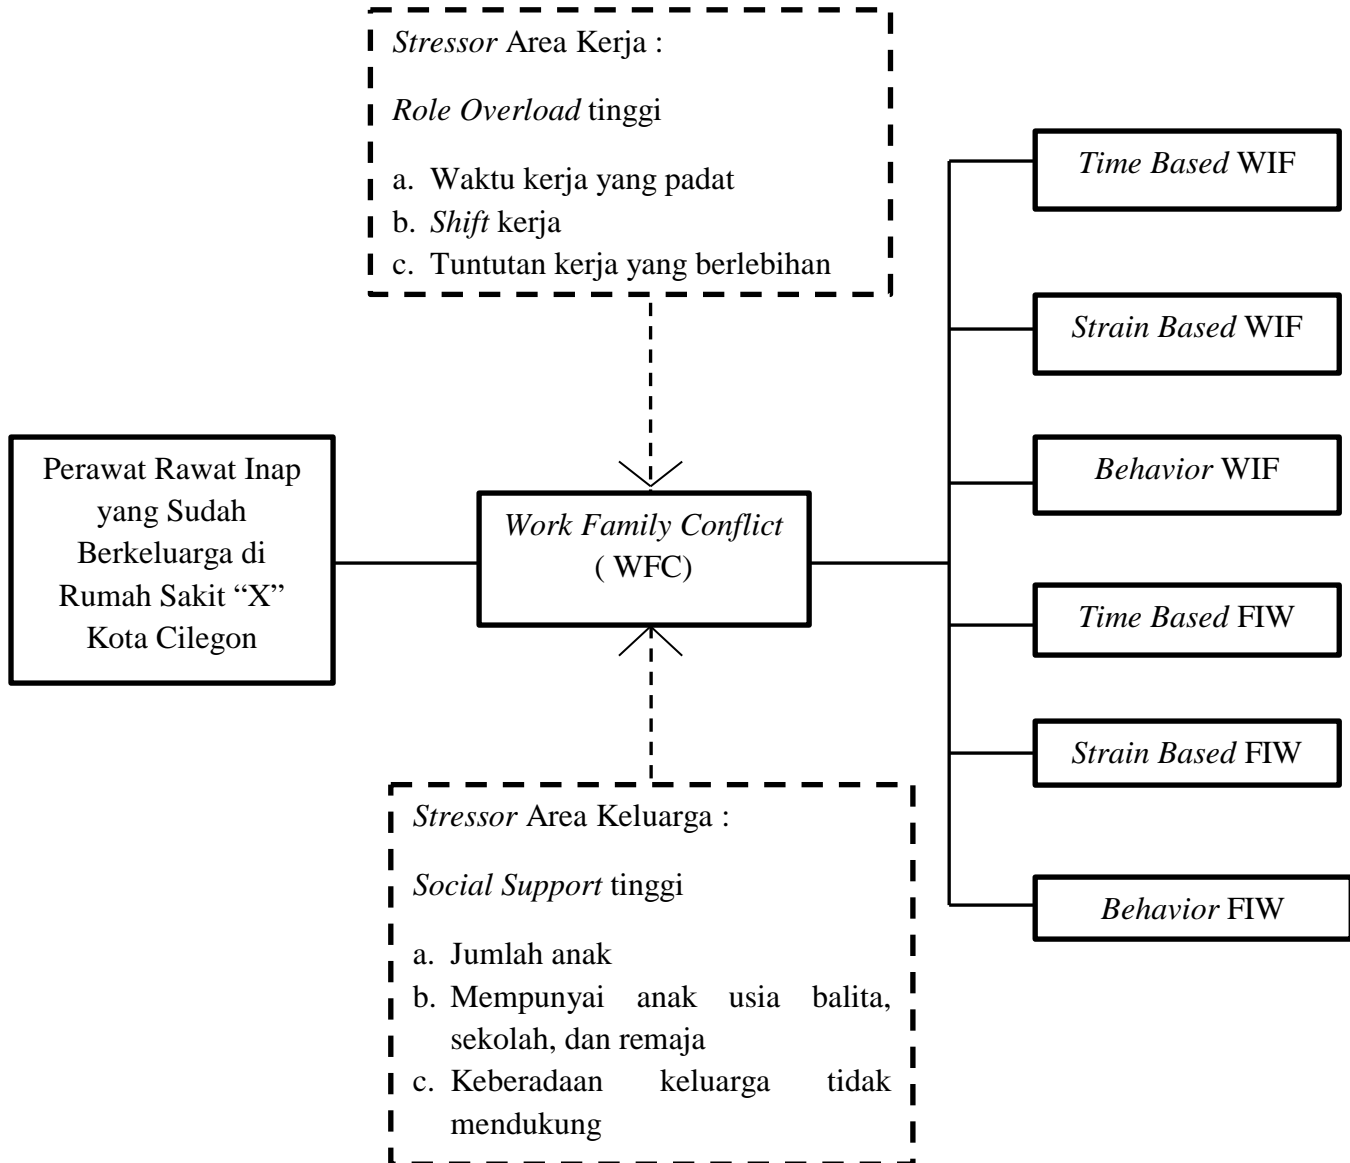 Stressor Area Kerja :
Role Overload tinggi
a. Waktu kerja yang padat
b. Shift kerja
c. Tuntutan kerja yang berlebihan
Perawat Rawat Inap
yang Sudah
Berkeluarga di
Rumah Sakit “X”
Kota Cilegon
Work Family Conflict
( WFC)
Stressor Area Keluarga :
Social Support tinggi
a. Jumlah anak
b. Mempunyai anak usia balita,
sekolah, dan remaja
c. Keberadaan keluarga tidak
mendukung
Time Based WIF
Strain Based WIF
Behavior WIF
Time Based FIW
Strain Based FIW
Behavior FIW